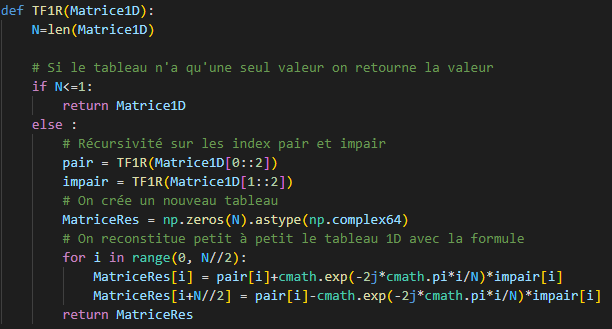 def TF1R(Matrice1D):
    N=len(Matrice1D)

    # Si le tableau n'a qu'une seul valeur on retourne la valeur
    if N<=1:
        return Matrice1D
    else :
        # Récursivité sur les index pair et impair
        pair = TF1R(Matrice1D[0::2])
        impair = TF1R(Matrice1D[1::2])
        # On crée un nouveau tableau
        MatriceRes = np.zeros(N).astype(np.complex64)
        # On reconstitue petit à petit le tableau 1D avec la formule
        for i in range(0, N//2):
            MatriceRes[i] = pair[i]+cmath.exp(-2j*cmath.pi*i/N)*impair[i]
            MatriceRes[i+N//2] = pair[i]-cmath.exp(-2j*cmath.pi*i/N)*impair[i]
        return MatriceRes